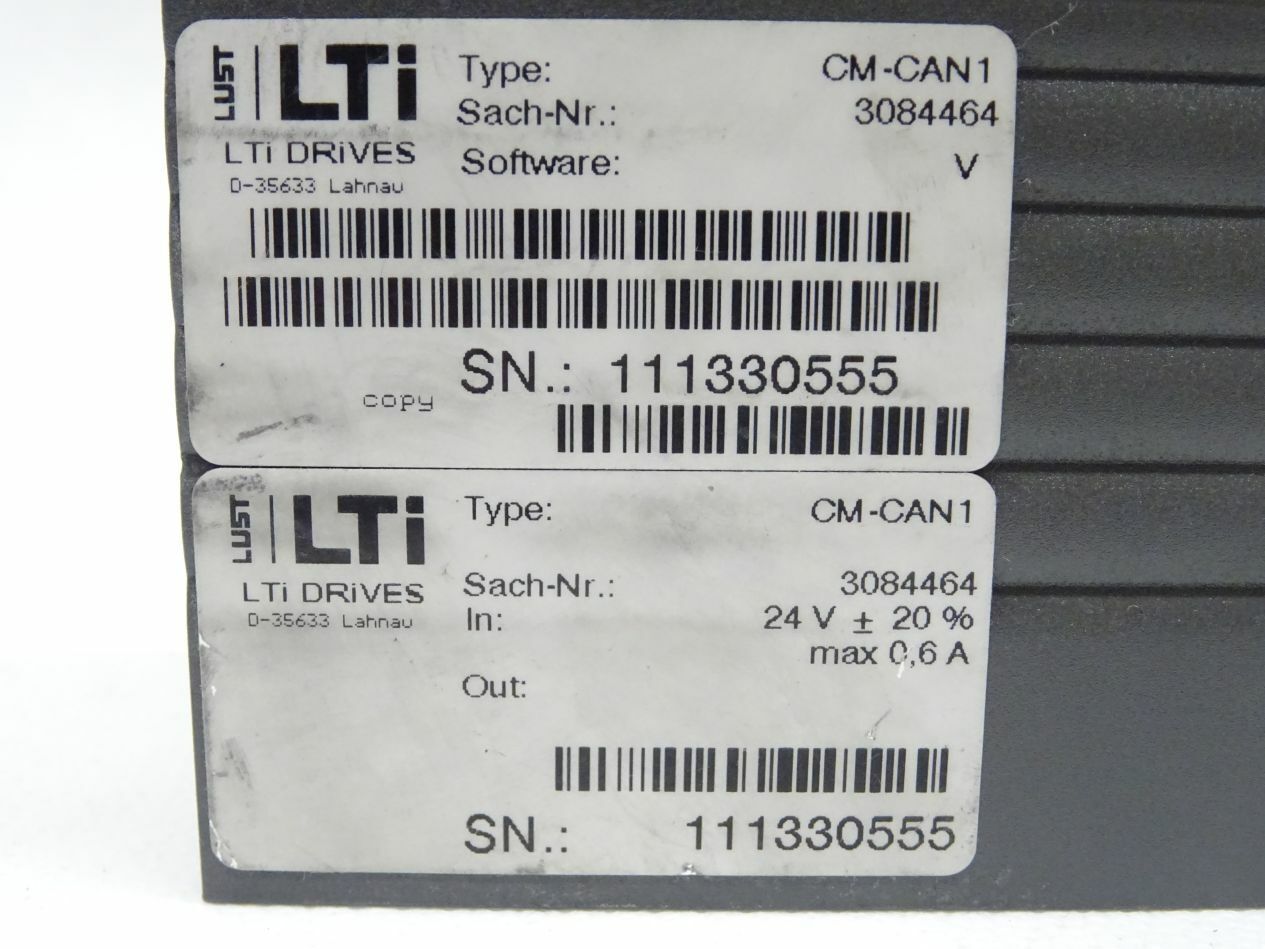 LUST LTi
LTi DRiVES
D-35633 Lahnau
Type: CM-CAN1
Sach-Nr.: 3084464
Software: V
SN.: 111330555
copy
LUST LTi
LTi DRiVES
D-35633 Lahnau
Type: CM-CAN1
Sach-Nr.: 3084464
In: 24 V ± 20 %
max 0,6 A
Out:
SN.: 111330555